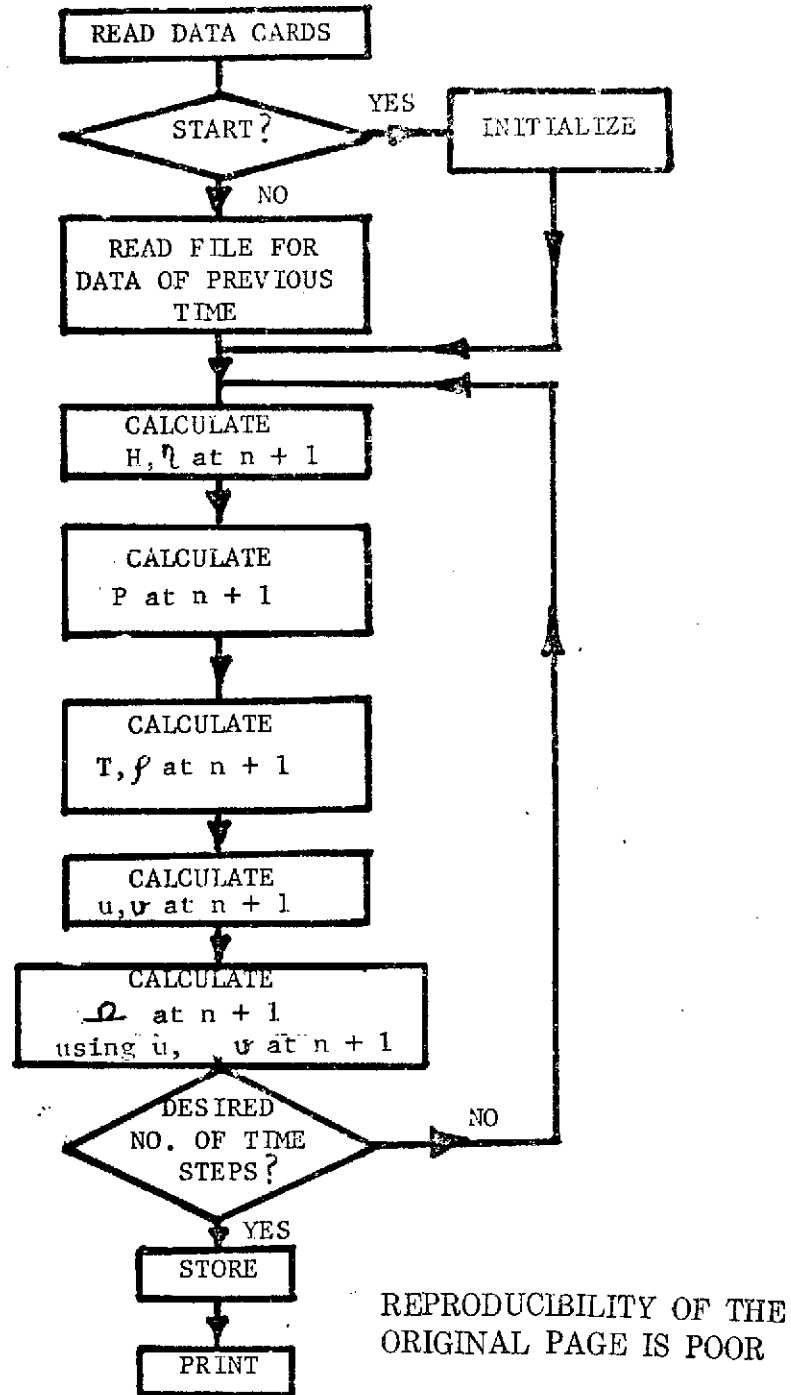 READ DATA CARDS
START?
YES
INITIALIZE
NO
READ FILE FOR
DATA OF PREVIOUS
TIME
CALCULATE
H, η at n + 1
CALCULATE
P at n + 1
CALCULATE
T, ρ at n + 1
CALCULATE
u, v at n + 1
CALCULATE
Ω at n + 1
using u, v at n + 1
DESIRED
NO. OF TIME
STEPS?
NO
YES
STORE
PRINT
REPRODUCIBILITY OF THE
ORIGINAL PAGE IS POOR